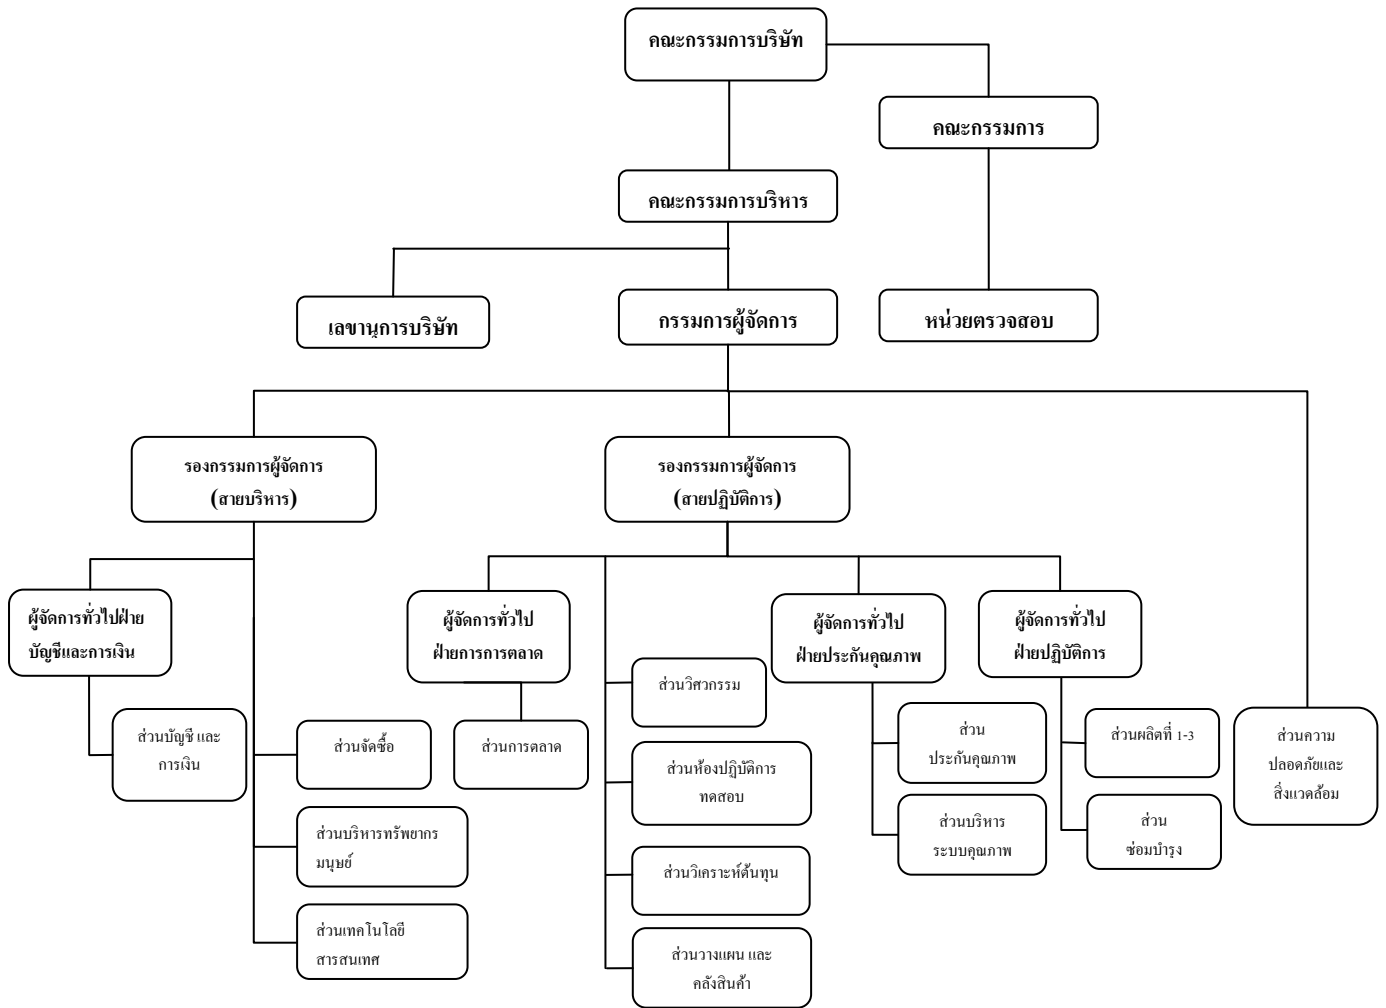 คณะกรรมการบริษัท
คณะกรรมการ
คณะกรรมการบริหาร
เลขานุการบริษัท
กรรมการผู้จัดการ
หน่วยตรวจสอบ
รองกรรมการผู้จัดการ
(สายบริหาร)
รองกรรมการผู้จัดการ
(สายปฏิบัติการ)
ผู้จัดการทั่วไปฝ่าย
บัญชีและการเงิน
ผู้จัดการทั่วไป
ฝ่ายการการตลาด
ผู้จัดการทั่วไป
ฝ่ายประกันคุณภาพ
ผู้จัดการทั่วไป
ฝ่ายปฏิบัติการ
ส่วนบัญชี และ
การเงิน
ส่วนจัดซื้อ
ส่วนบริหารทรัพยากร
มนุษย์
ส่วนเทคโนโลยี
สารสนเทศ
ส่วนการตลาด
ส่วนวิศวกรรม
ส่วนห้องปฏิบัติการ
ทดสอบ
ส่วนวิเคราะห์ต้นทุน
ส่วนวางแผน และ
คลังสินค้า
ส่วน
ประกันคุณภาพ
ส่วนบริหาร
ระบบคุณภาพ
ส่วนผลิตที่ 1-3
ส่วน
ซ่อมบำรุง
ส่วนความ
ปลอดภัยและ
สิ่งแวดล้อม